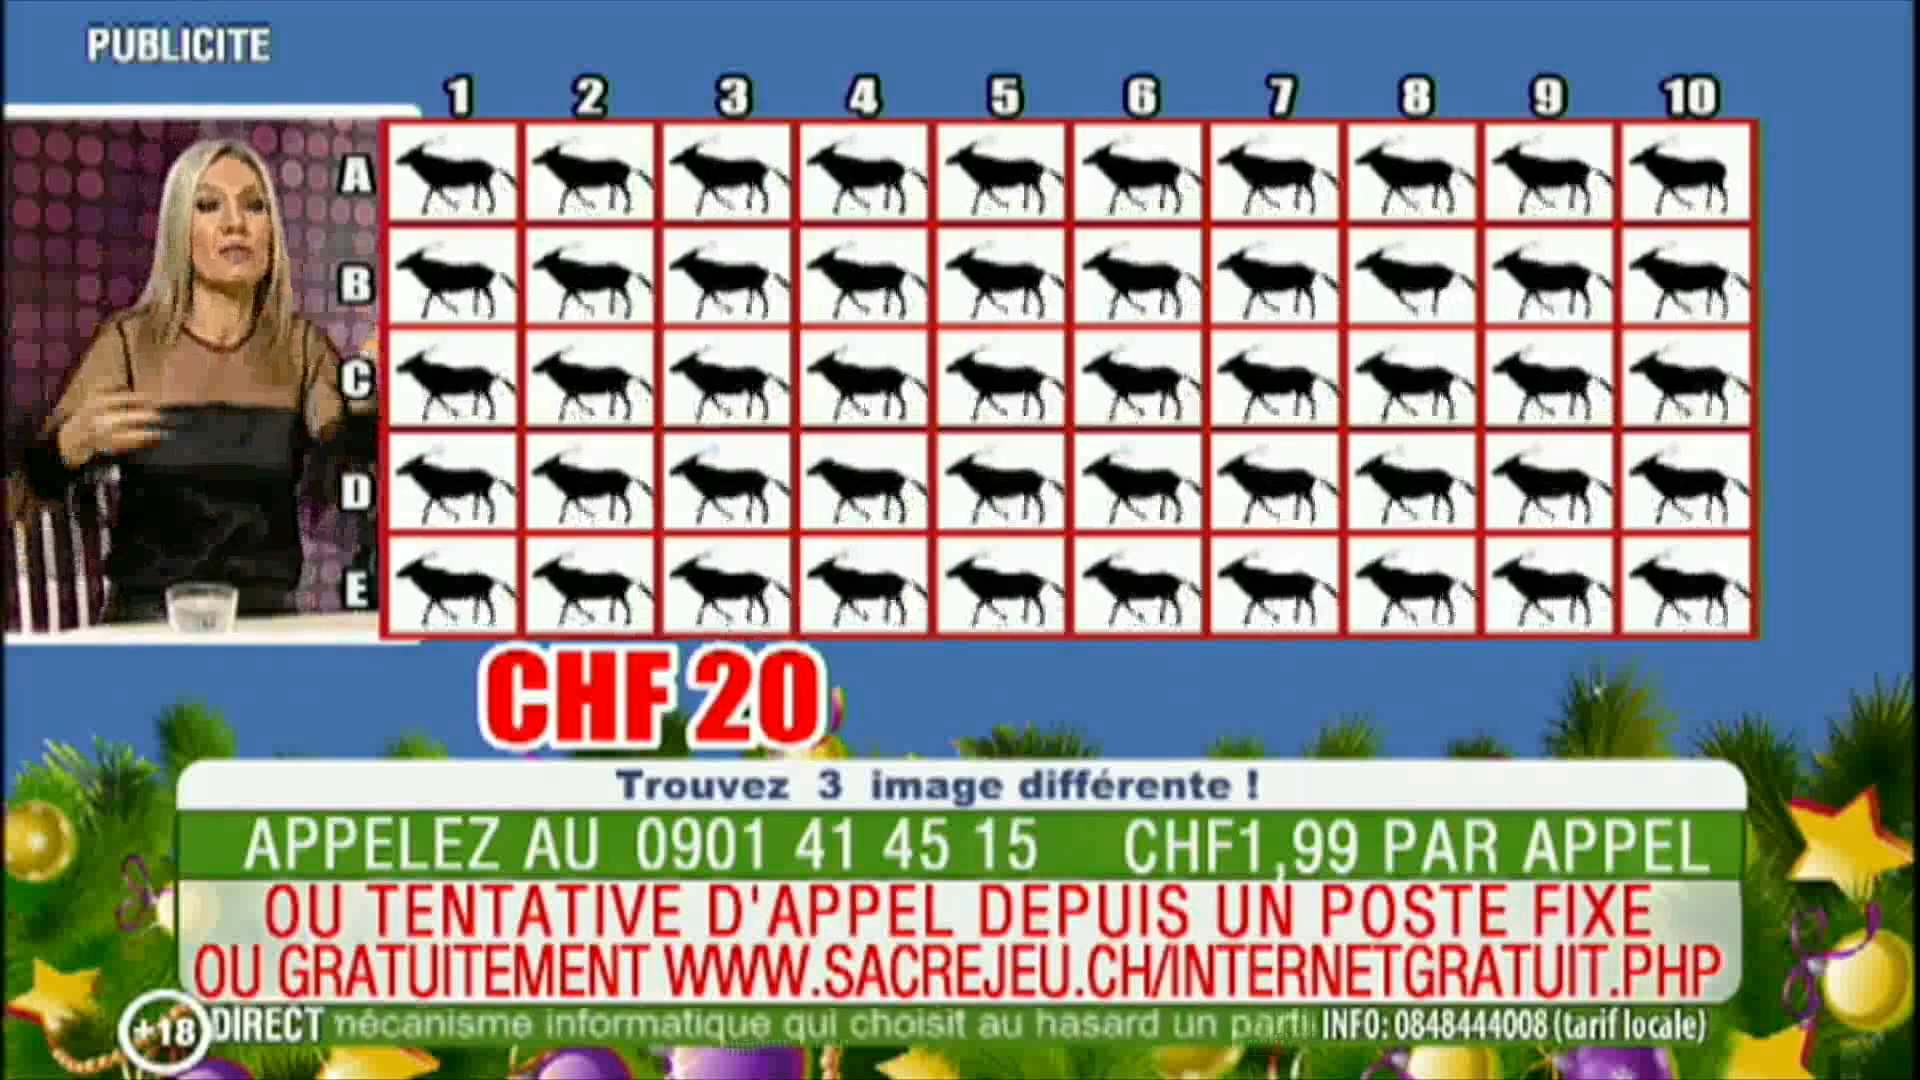 PUBLICITE
1 2 3 4 5 6 7 8 9 10
A
B
C
D
E
CHF 20
Trouvez 3 image différente !
APPELEZ AU 0901 41 45 15 CHF1,99 PAR APPEL
OU TENTATIVE D'APPEL DEPUIS UN POSTE FIXE
OU GRATUITEMENT WWW.SACREJEU.CH/INTERNETGRATUIT.PHP
+18 DIRECT mécanisme informatique qui choisit au hasard un parti INFO: 0848444008 (tarif locale)